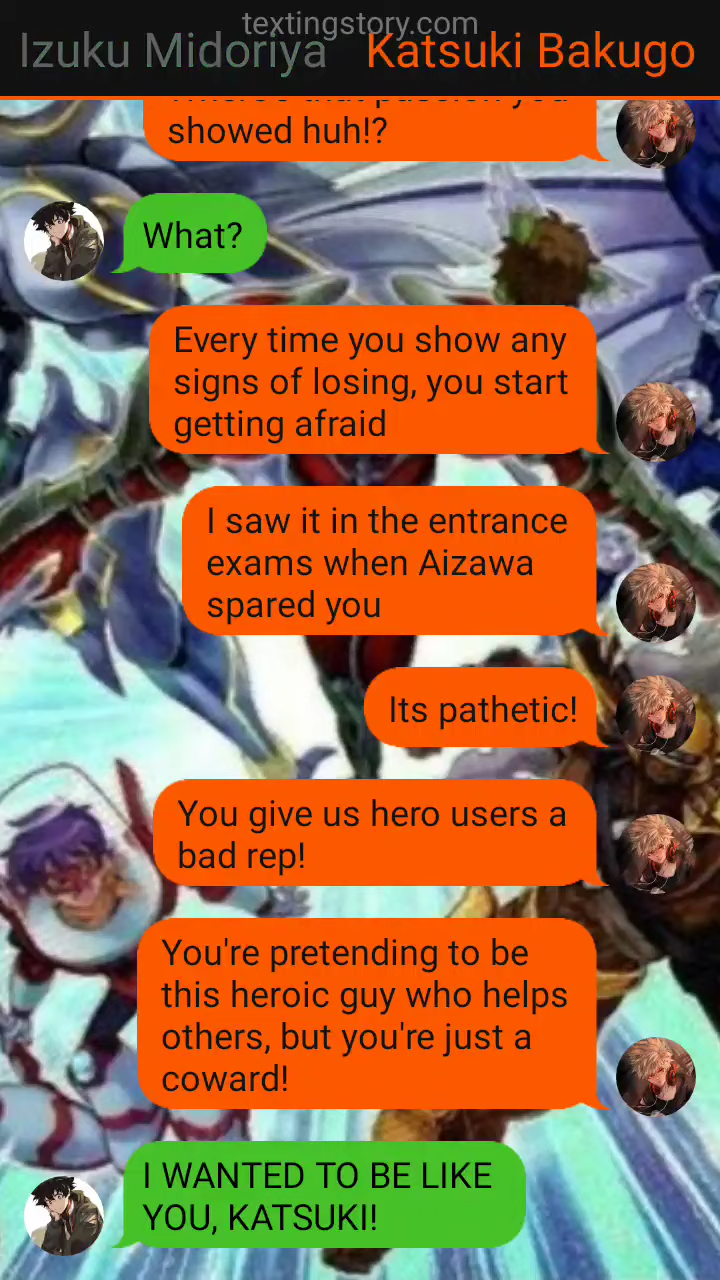 textingstory.com
Izuku Midoriya Katsuki Bakugo
showed huh!?
What?
Every time you show any
signs of losing, you start
getting afraid
I saw it in the entrance
exams when Aizawa
spared you
Its pathetic!
You give us hero users a
bad rep!
You're pretending to be
this heroic guy who helps
others, but you're just a
coward!
I WANTED TO BE LIKE
YOU, KATSUKI!